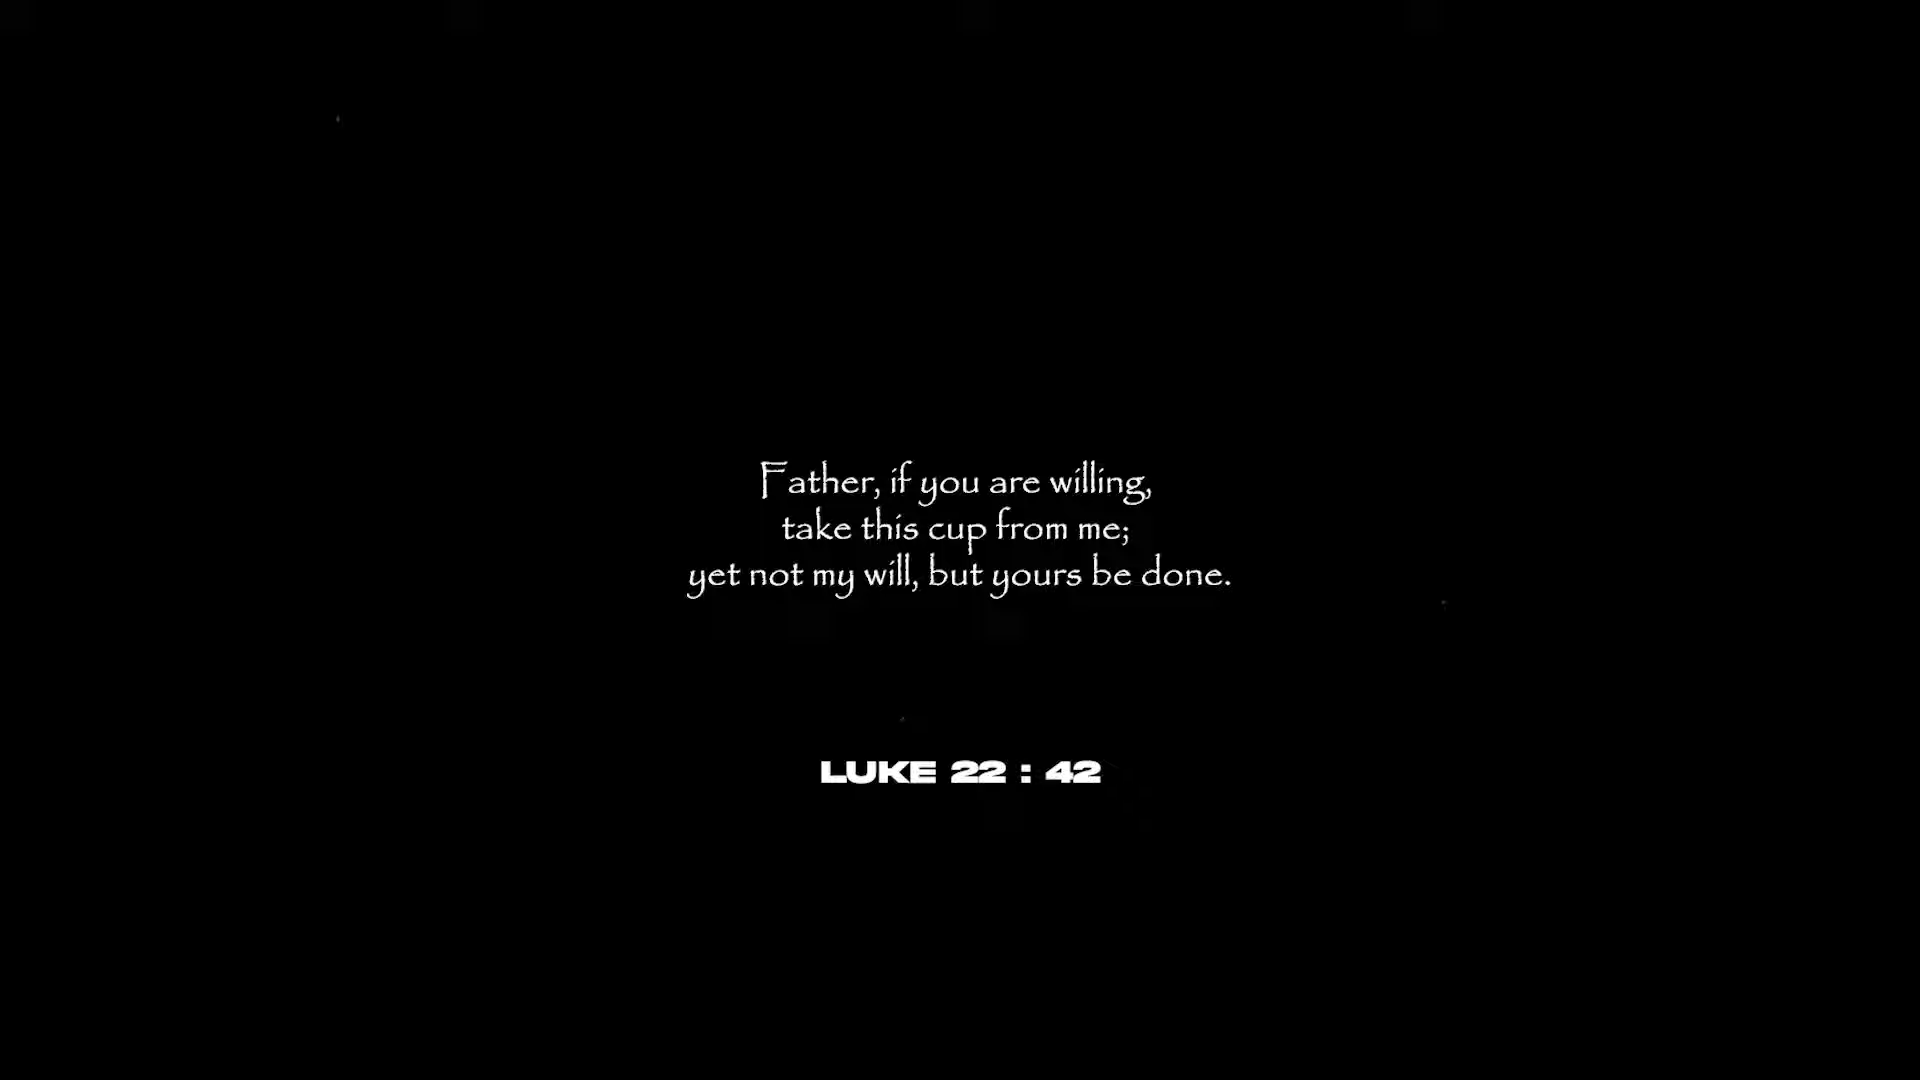 Father, if you are willing,
take this cup from me;
yet not my will, but yours be done.
LUKE 22 : 42